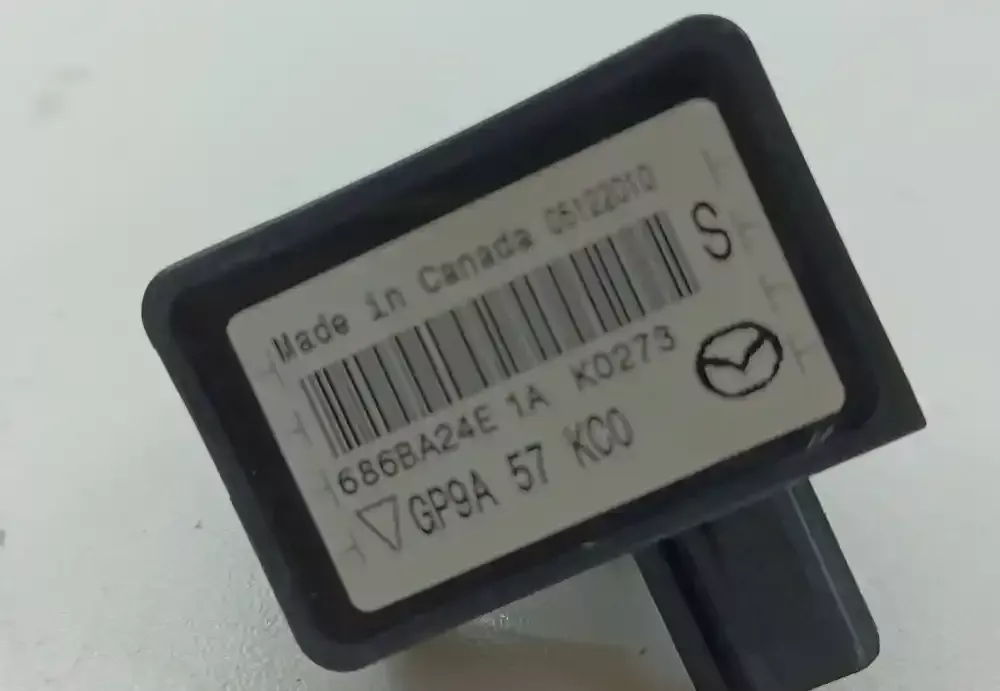 Made in Canada 05122010
S
686BA24E 1A K0273
GP9A 57 KC0